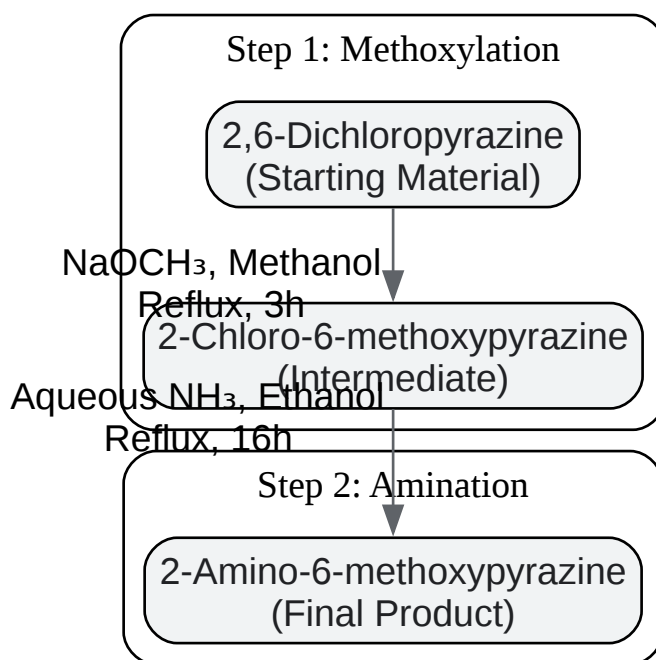 Step 1: Methoxylation
2,6-Dichloropyrazine
(Starting Material)
NaOCH₃, Methanol
Reflux, 3h
2-Chloro-6-methoxypyrazine
(Intermediate)
Aqueous NH₃, Ethanol
Reflux, 16h
Step 2: Amination
2-Amino-6-methoxypyrazine
(Final Product)